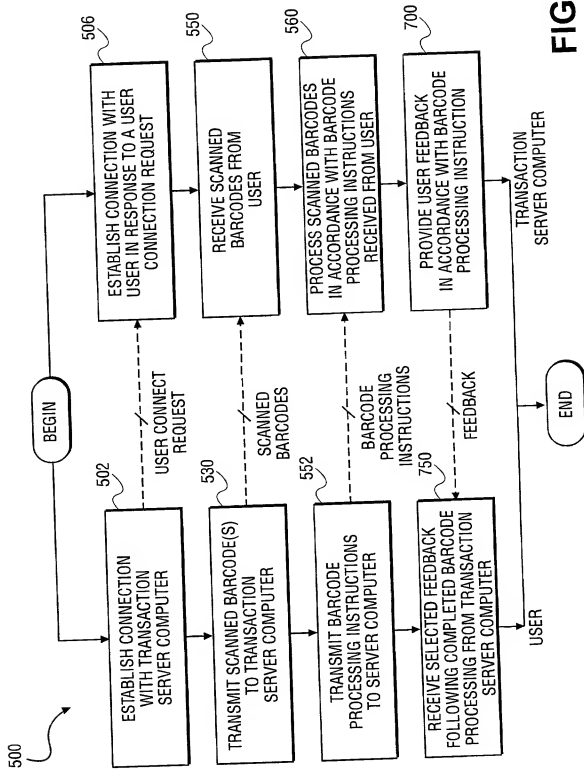 500
BEGIN
502
ESTABLISH CONNECTION
WITH TRANSACTION
SERVER COMPUTER
USER CONNECT
REQUEST
506
ESTABLISH CONNECTION WITH
USER IN RESPONSE TO A USER
CONNECTION REQUEST
530
TRANSMIT SCANNED BARCODE(S)
TO TRANSACTION
SERVER COMPUTER
SCANNED
BARCODES
550
RECEIVE SCANNED
BARCODES FROM
USER
552
TRANSMIT BARCODE
PROCESSING INSTRUCTIONS
TO SERVER COMPUTER
BARCODE
PROCESSING
INSTRUCTIONS
560
PROCESS SCANNED BARCODES
IN ACCORDANCE WITH BARCODE
PROCESSING INSTRUCTIONS
RECEIVED FROM USER
750
RECEIVE SELECTED FEEDBACK
FOLLOWING COMPLETED BARCODE
PROCESSING FROM TRANSACTION
SERVER COMPUTER
FEEDBACK
700
PROVIDE USER FEEDBACK
IN ACCORDANCE WITH BARCODE
PROCESSING INSTRUCTION
USER
TRANSACTION
SERVER COMPUTER
END
FIG